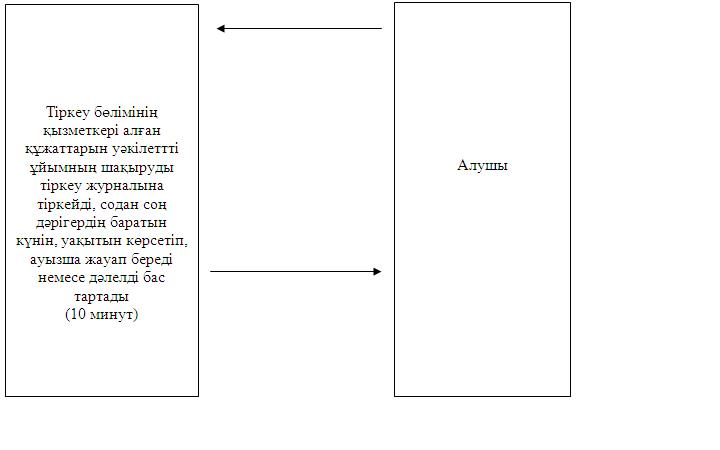 Тіркеу бөлімінің
қызметкері алған
құжаттарын уәкілеттті
ұйымның шақыруды
тіркеу журналына
тіркейді, содан соң
дәрігердің баратын
күнін, уақытын көрсетіп,
ауызша жауап береді
немесе дәлелді бас
тартады
(10 минут)
Алушы